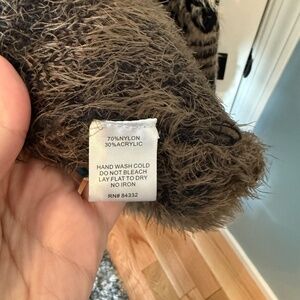 70%NYLON
30%ACRYLIC
HAND WASH COLD
DO NOT BLEACH
LAY FLAT TO DRY
NO IRON
RN# 84332